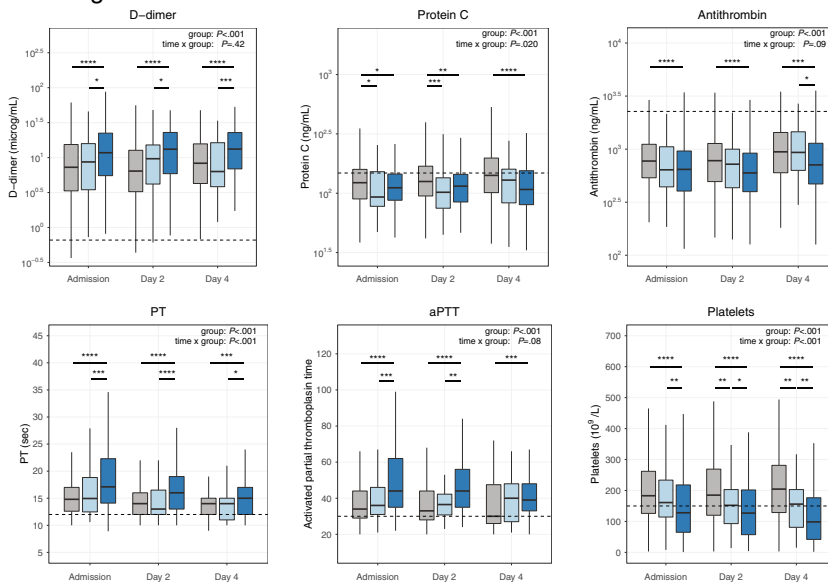 D-dimer
group: P<.001
time x group: P=.42
****
****
****
*
*
***
10^2.5
10^2
10^1.5
10^1
10^0.5
10^0
10^-0.5
D-dimer (microg/mL)
Admission
Day 2
Day 4
Protein C
group: P<.001
time x group: P=.020
*
**
****
*
***
10^3
10^2.5
10^2
10^1.5
Protein C (ng/mL)
Admission
Day 2
Day 4
Antithrombin
group: P<.001
time x group: P=.09
****
****
***
*
10^4
10^3.5
10^3
10^2.5
10^2
Antithrombin (ng/mL)
Admission
Day 2
Day 4
PT
group: P<.001
time x group: P<.001
****
****
***
***
****
*
45
40
35
30
25
20
15
10
5
PT (sec)
Admission
Day 2
Day 4
aPTT
group: P<.001
time x group: P=.08
****
****
***
***
**
120
100
80
60
40
20
Activated partial thromboplasin time
Admission
Day 2
Day 4
Platelets
group: P<.001
time x group: P<.001
****
****
****
**
**
*
**
**
700
600
500
400
300
200
100
0
Platelets (10^9 /L)
Admission
Day 2
Day 4